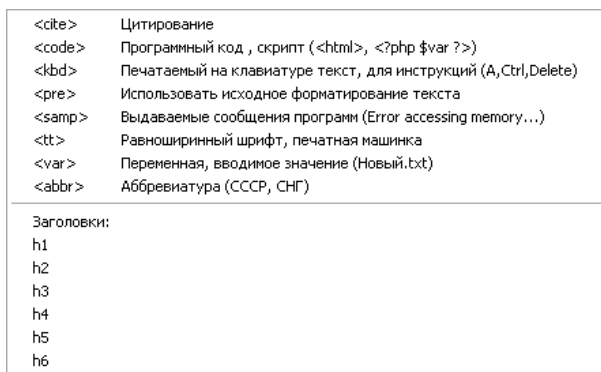 <cite> Цитирование
<code> Программный код , скрипт (<html>, <?php $var ?>)
<kbd> Печатаемый на клавиатуре текст, для инструкций (A,Ctrl,Delete)
<pre> Использовать исходное форматирование текста
<samp> Выдаваемые сообщения программ (Error accessing memory...)
<tt> Равноширинный шрифт, печатная машинка
<var> Переменная, вводимое значение (Новый.txt)
<abbr> Аббревиатура (СССР, СНГ)
Заголовки:
h1
h2
h3
h4
h5
h6